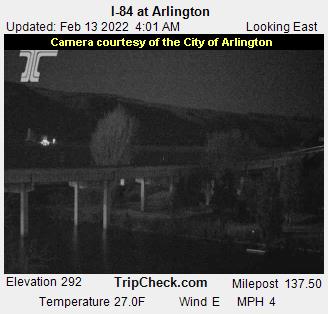 I-84 at Arlington
Updated: Feb 13 2022 4:01 AM Looking East
Camera courtesy of the City of Arlington
Elevation 292 TripCheck.com Milepost 137.50
Temperature 27.0F Wind E MPH 4